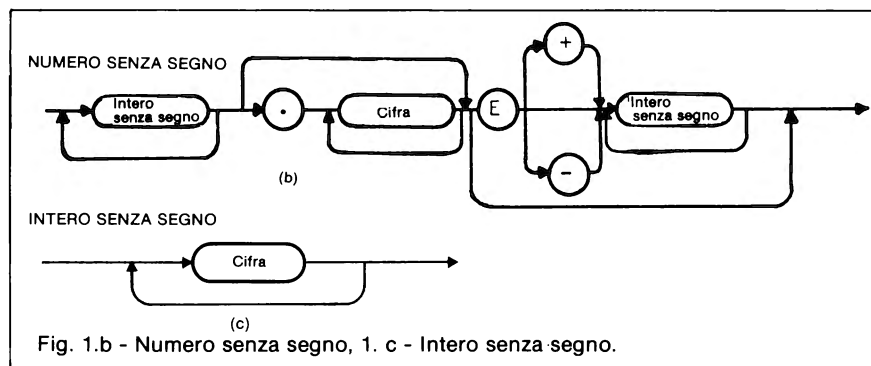 NUMERO SENZA SEGNO
+
Intero
senza segno
.
Cifra
E
Intero
senza segno
-
(b)
INTERO SENZA SEGNO
Cifra
(c)
Fig. 1.b - Numero senza segno, 1. c - Intero senza segno.